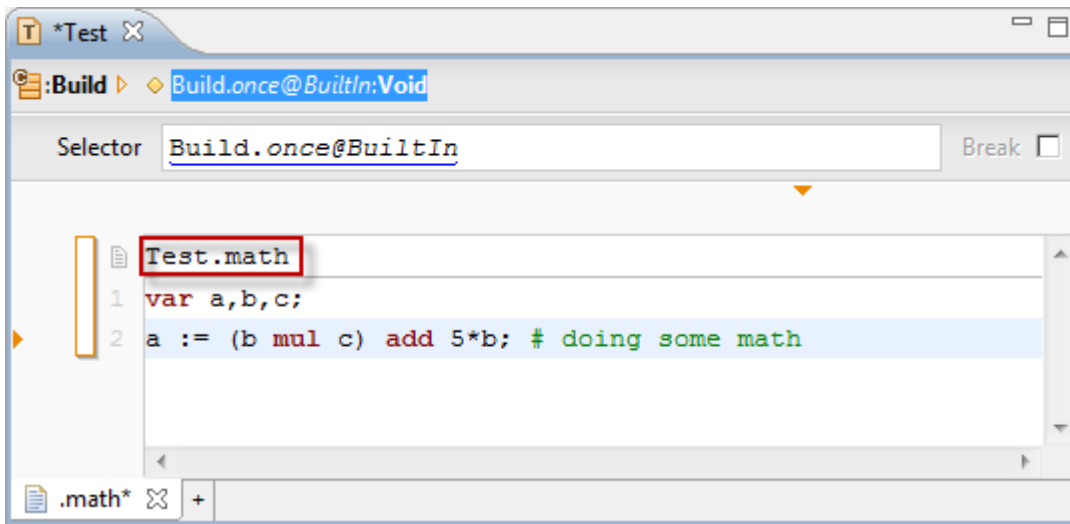 *Test
:Build Build.once@BuiltIn:Void
Selector Build.once@BuiltIn Break
Test.math
1 var a,b,c;
2 a := (b mul c) add 5*b; # doing some math
.math* +